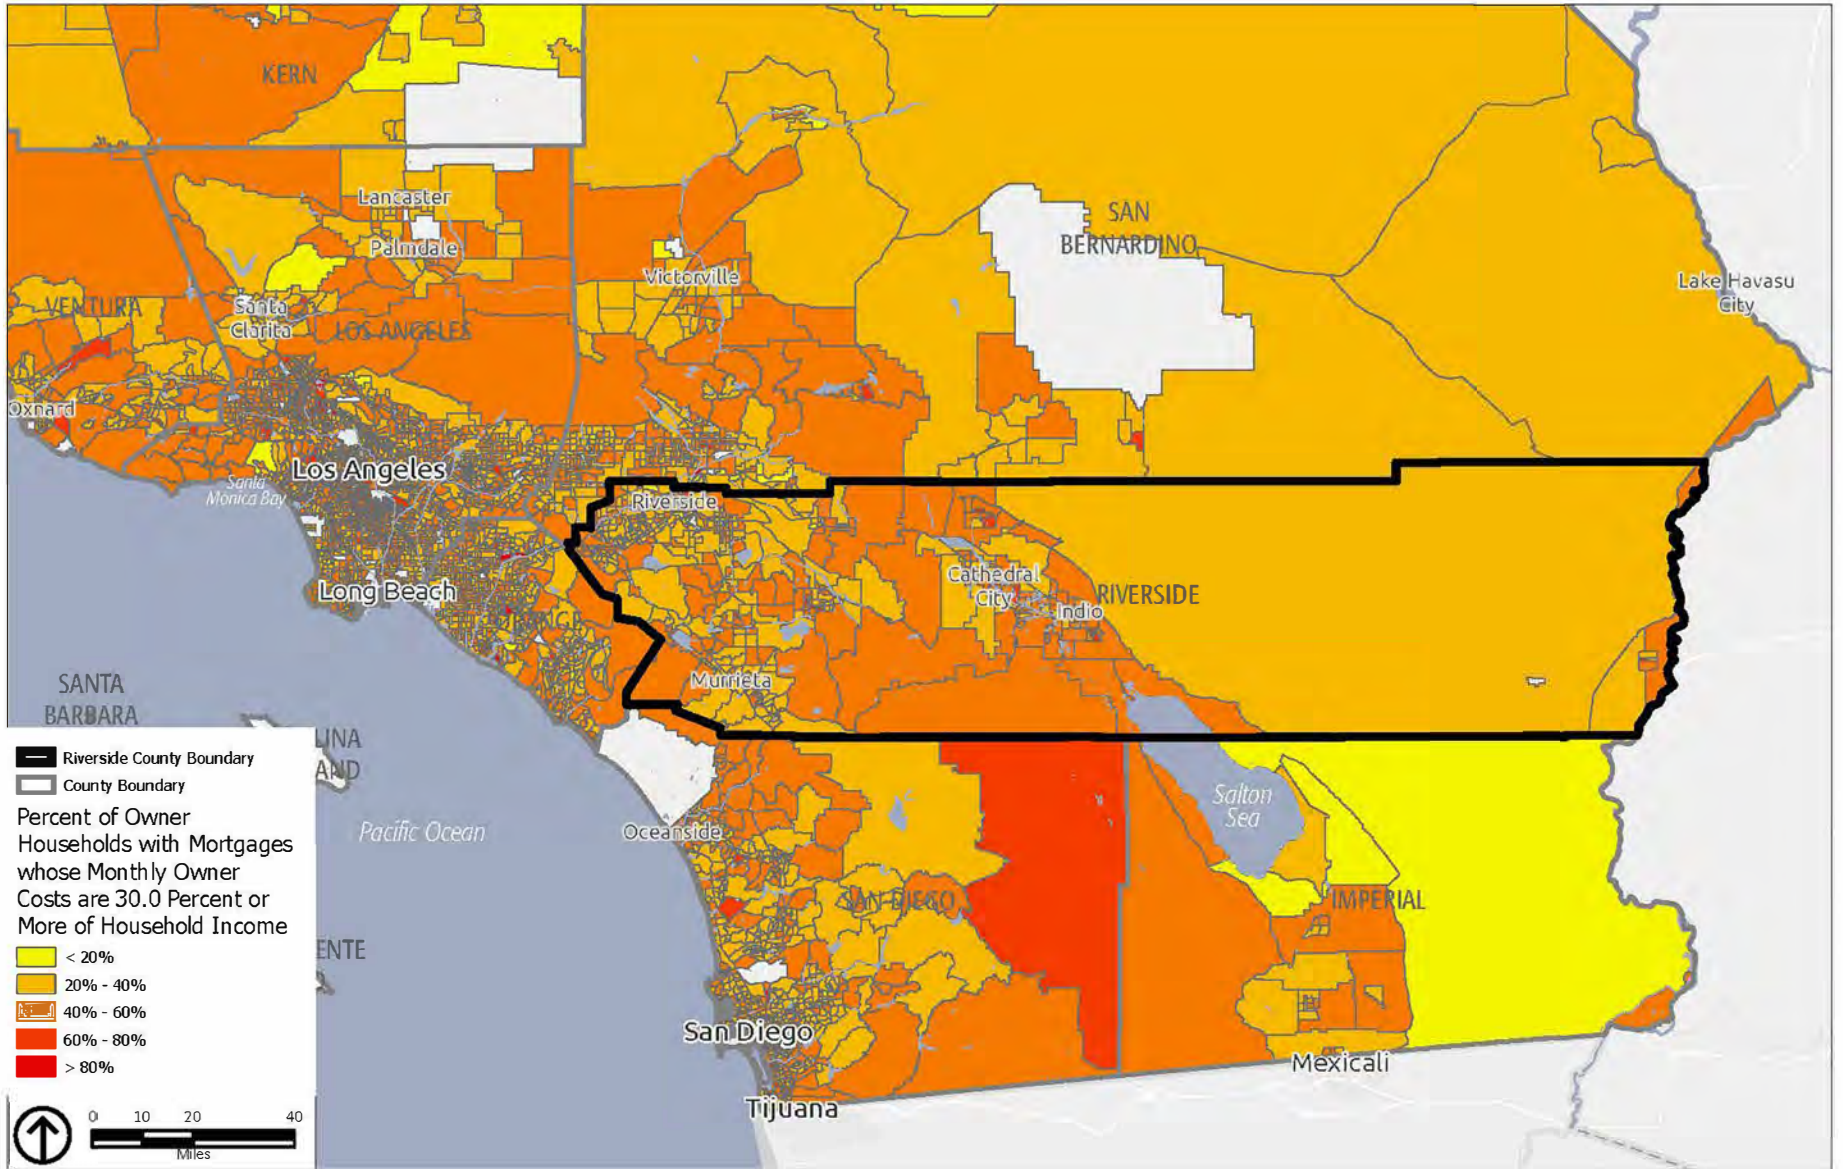 KERN
Lancaster
Palmdale
SAN
BERNARDINO
Victorville
Lake Havasu
City
VENTURA
Santa
Clarita
LOS ANGELES
Oxnard
Los Angeles
Santa
Monica Bay
Riverside
Long Beach
Cathedral
City
RIVERSIDE
Indio
Murrieta
SANTA
BARBARA
LINA
AND
Salton
Sea
Pacific Ocean
Oceanside
SAN DIEGO
IMPERIAL
ENTE
San Diego
Mexicali
Tijuana
Riverside County Boundary
County Boundary
Percent of Owner
Households with Mortgages
whose Monthly Owner
Costs are 30.0 Percent or
More of Household Income
< 20%
20% - 40%
40% - 60%
60% - 80%
> 80%
0 10 20 40
Miles